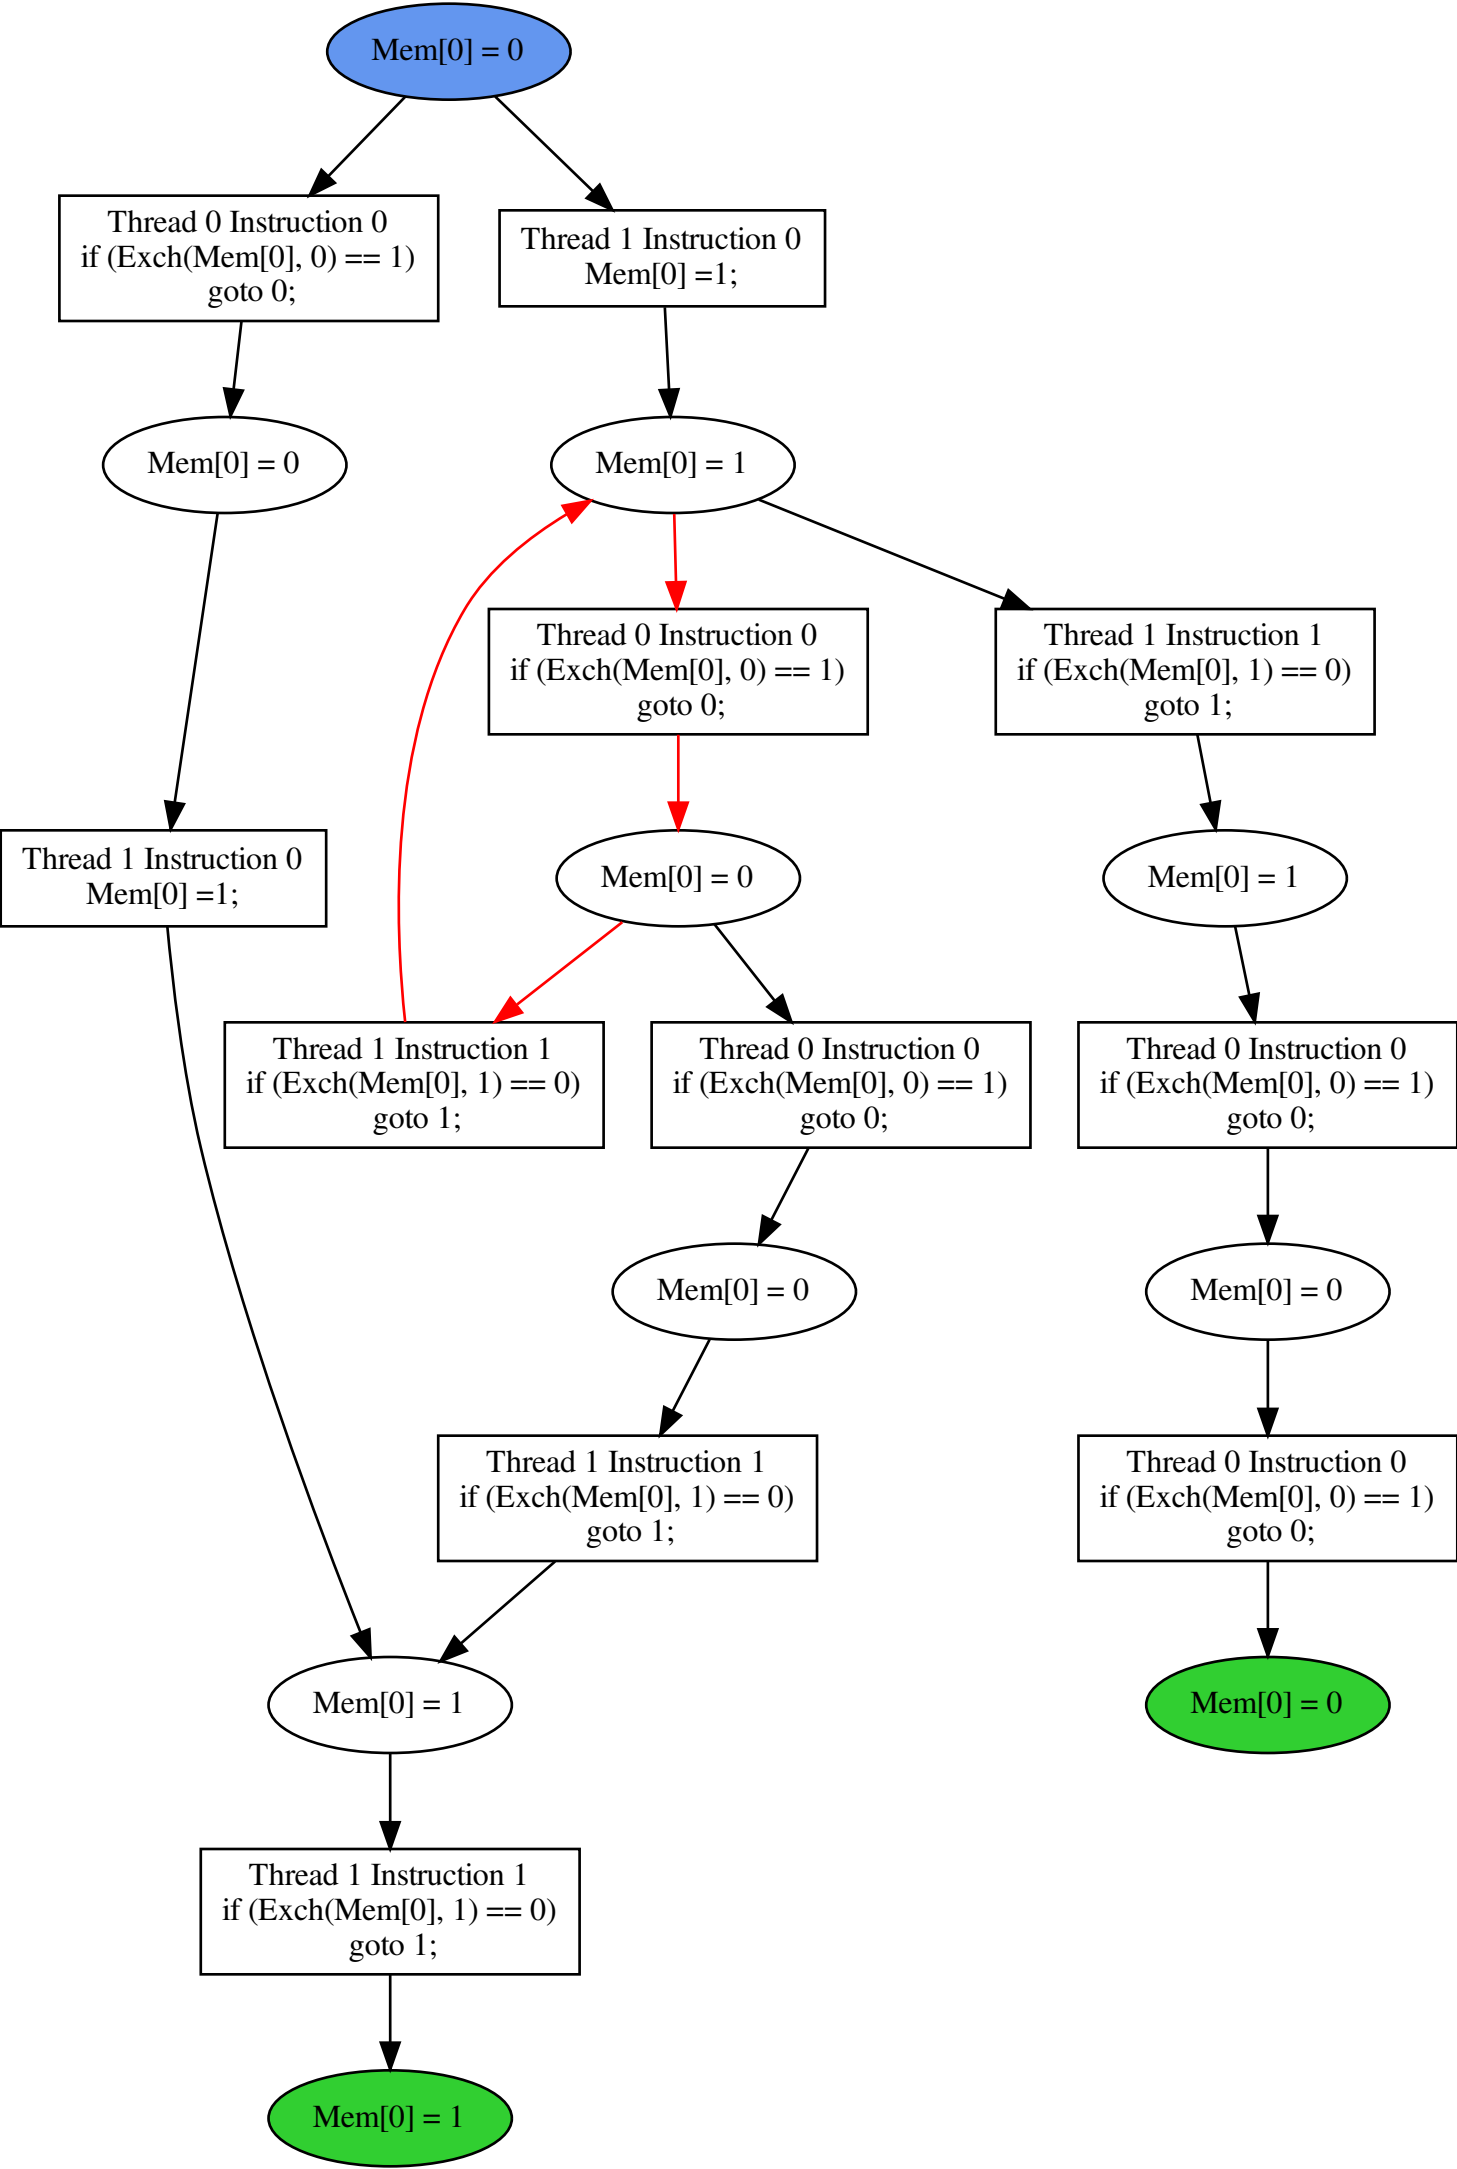 Mem[0] = 0
Thread 0 Instruction 0
if (Exch(Mem[0], 0) == 1)
goto 0;
Thread 1 Instruction 0
Mem[0] =1;
Mem[0] = 0
Mem[0] = 1
Thread 0 Instruction 0
if (Exch(Mem[0], 0) == 1)
goto 0;
Thread 1 Instruction 1
if (Exch(Mem[0], 1) == 0)
goto 1;
Thread 1 Instruction 0
Mem[0] =1;
Mem[0] = 0
Mem[0] = 1
Thread 1 Instruction 1
if (Exch(Mem[0], 1) == 0)
goto 1;
Thread 0 Instruction 0
if (Exch(Mem[0], 0) == 1)
goto 0;
Thread 0 Instruction 0
if (Exch(Mem[0], 0) == 1)
goto 0;
Mem[0] = 0
Mem[0] = 0
Thread 1 Instruction 1
if (Exch(Mem[0], 1) == 0)
goto 1;
Thread 0 Instruction 0
if (Exch(Mem[0], 0) == 1)
goto 0;
Mem[0] = 1
Mem[0] = 0
Thread 1 Instruction 1
if (Exch(Mem[0], 1) == 0)
goto 1;
Mem[0] = 1